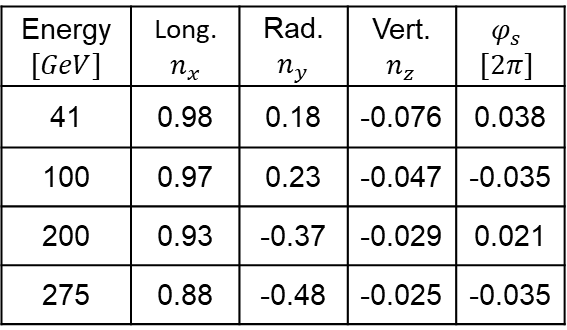 Energy Long. Rad. Vert. φₛ
[GeV] nₓ n_y n_z [2π]
41 0.98 0.18 -0.076 0.038
100 0.97 0.23 -0.047 -0.035
200 0.93 -0.37 -0.029 0.021
275 0.88 -0.48 -0.025 -0.035